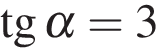 tg α = 3